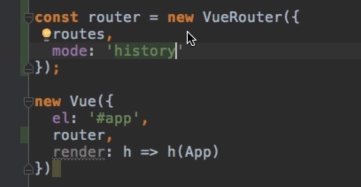 const router = new VueRouter({
routes,
mode: 'history'
});
new Vue({
el: '#app',
router,
render: h => h(App)
})